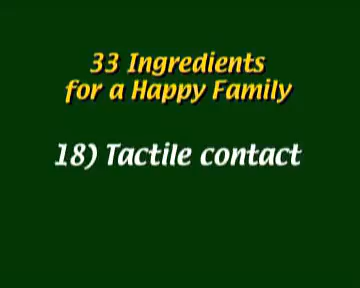 33 Ingredients
for a Happy Family
18) Tactile contact